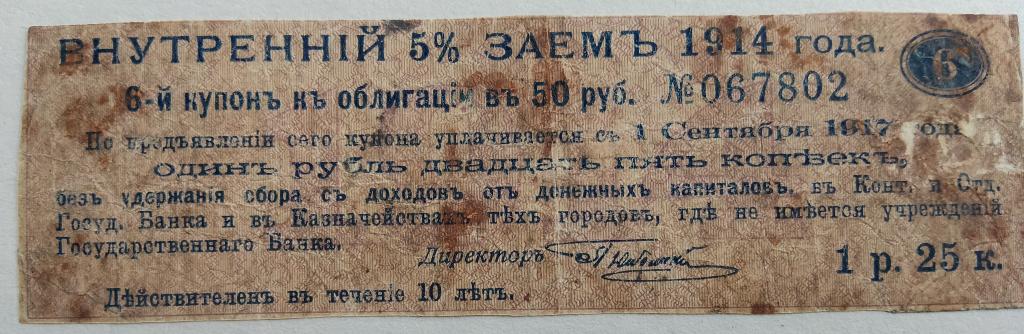 ВНУТРЕННІЙ 5% ЗАЕМЪ 1914 года.
6
6-й купонъ къ облигаціи въ 50 руб. № 067802
По предъявленіи сего купона уплачивается съ 1 Сентября 1917 года
одинъ рубль двадцать пять копѣекъ,
безъ удержанія сбора съ доходовъ отъ денежныхъ капиталовъ, въ Конт. и Отд.
Госуд. Банка и въ Казначействахъ тѣхъ городовъ, гдѣ не имѣется учрежденій
Государственнаго Банка.
Директоръ
1 р. 25 к.
Дѣйствителенъ въ теченіе 10 лѣтъ.